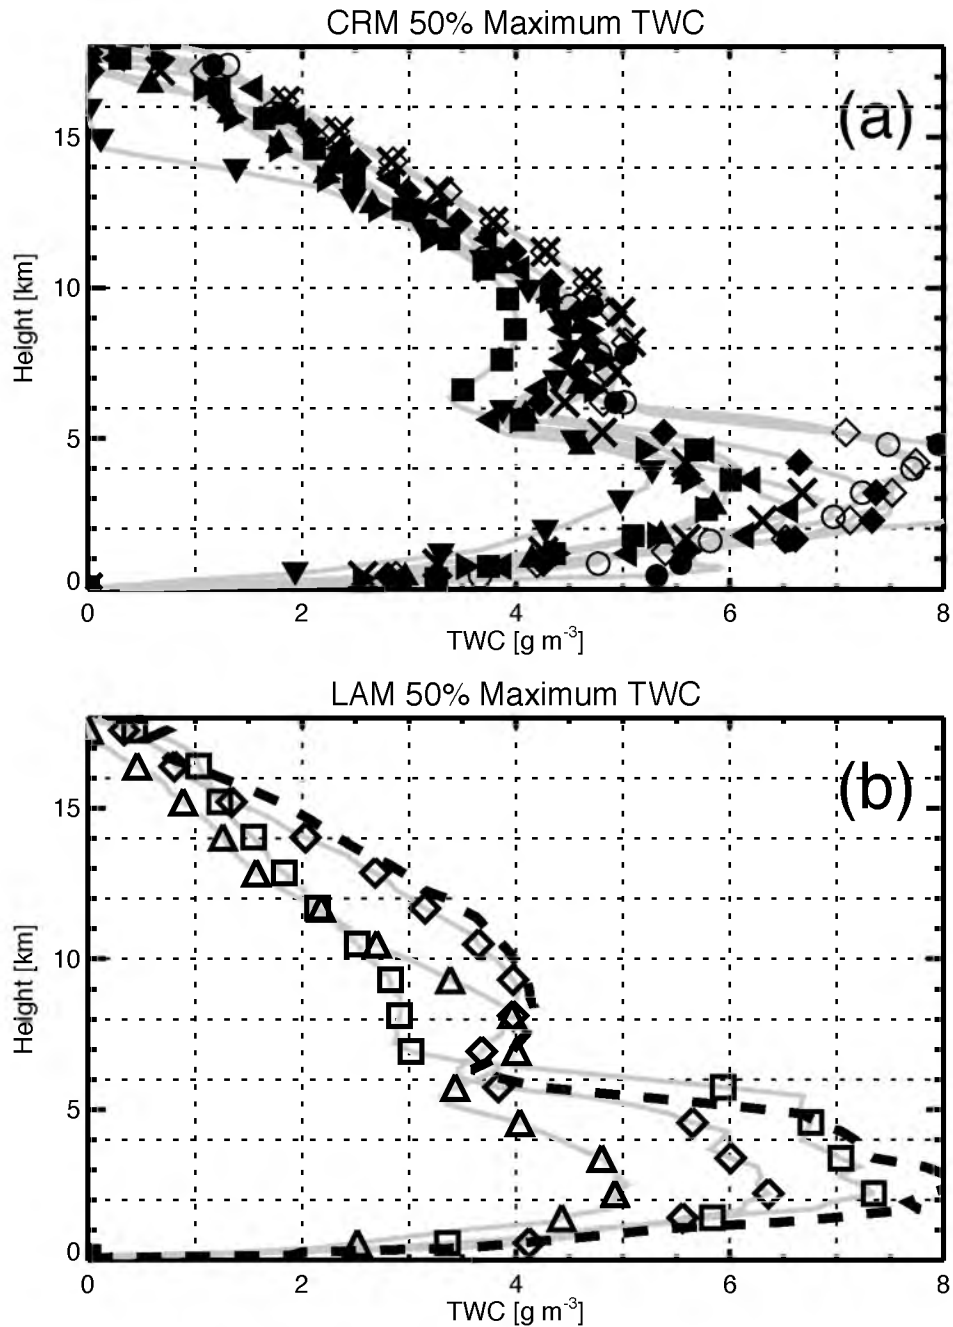 CRM 50% Maximum TWC
(a)
15
10
5
0
Height [km]
0 2 4 6 8
TWC [g m⁻³]
LAM 50% Maximum TWC
(b)
15
10
5
0
Height [km]
0 2 4 6 8
TWC [g m⁻³]